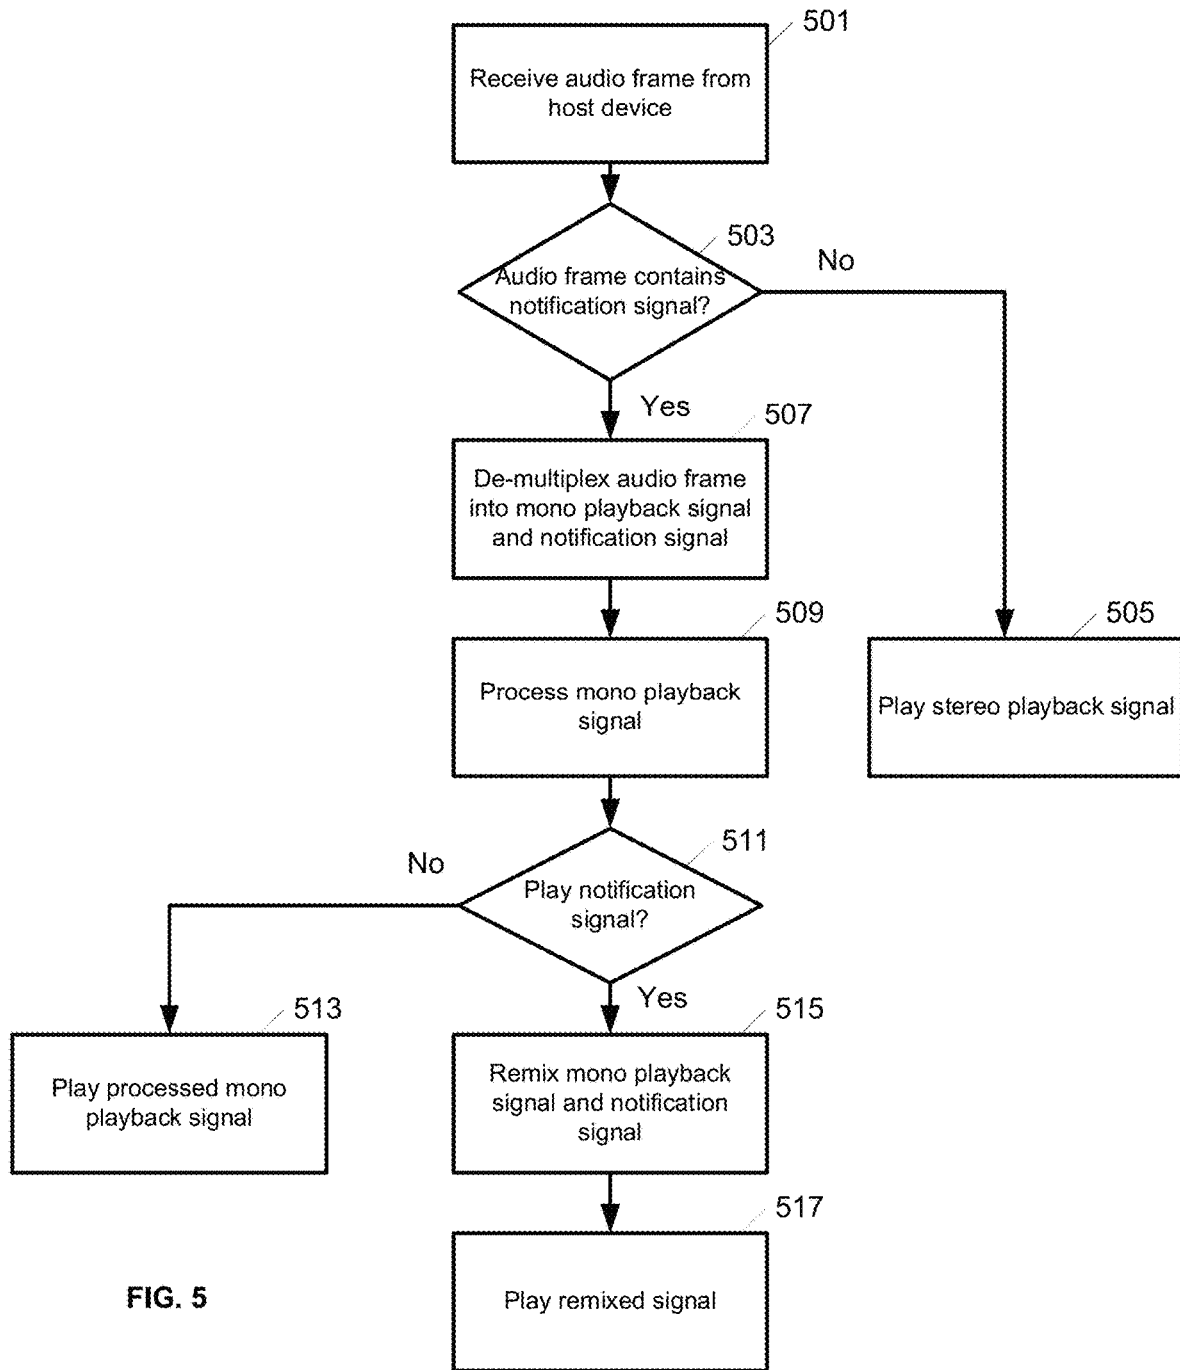 501
Receive audio frame from
host device
503
No
Audio frame contains
notification signal?
Yes
507
De-multiplex audio frame
into mono playback signal
and notification signal
509
505
Process mono playback
signal
Play stereo playback signal
511
No
Play notification
signal?
Yes
513
515
Play processed mono
playback signal
Remix mono playback
signal and notification
signal
517
FIG. 5
Play remixed signal